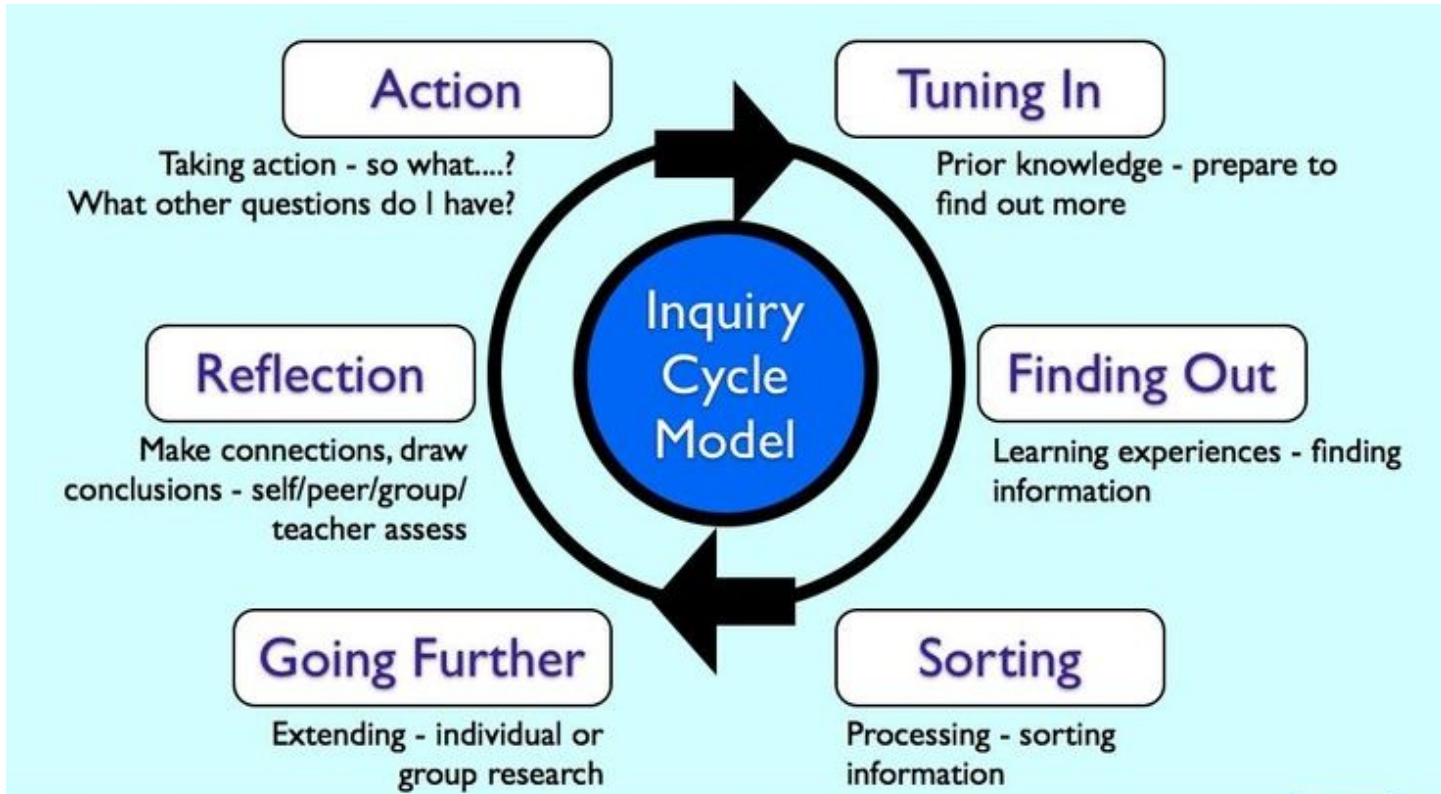 Action
Taking action - so what....?
What other questions do I have?
Tuning In
Prior knowledge - prepare to
find out more
Inquiry
Cycle
Model
Reflection
Make connections, draw
conclusions - self/peer/group/
teacher assess
Finding Out
Learning experiences - finding
information
Going Further
Extending - individual or
group research
Sorting
Processing - sorting
information